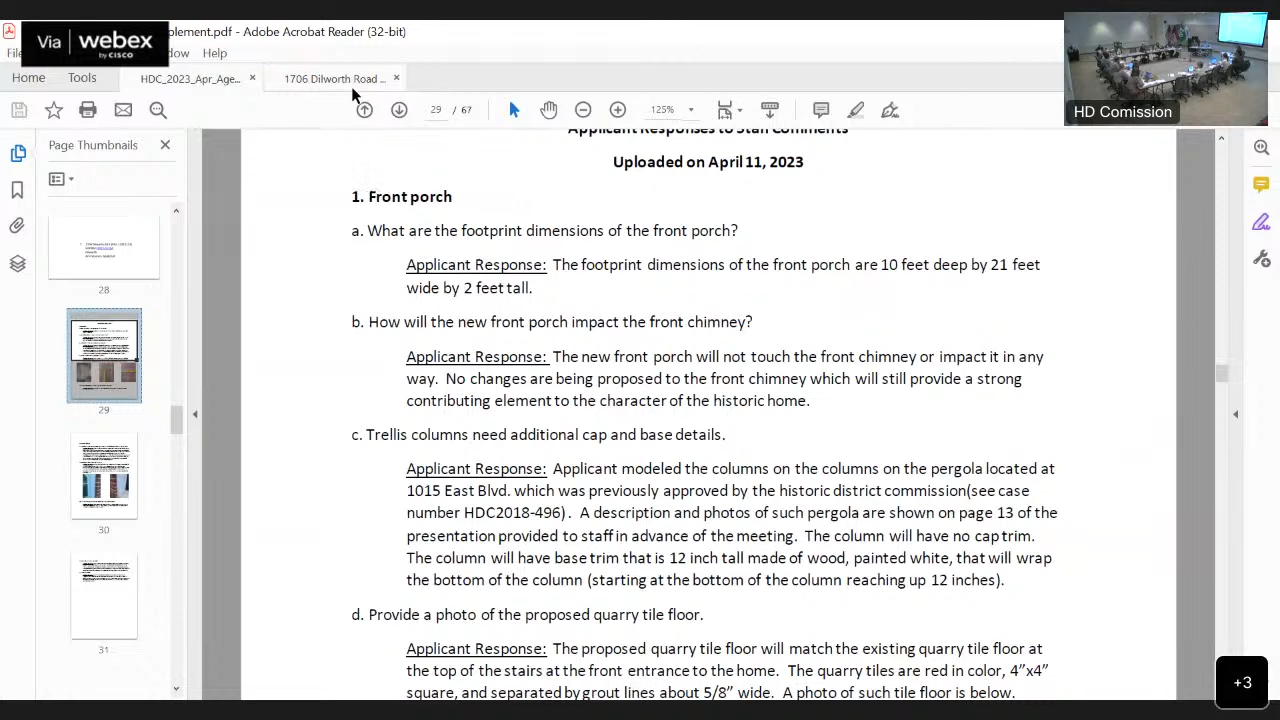 Via webex
by CISCO
plement.pdf - Adobe Acrobat Reader (32-bit)
dow Help
Home Tools HDC_2023_Apr_Age... × 1706 Dilworth Road ... ×
29 / 67 125%
HD Comission
Page Thumbnails
28
29
30
31
Applicant Responses to Staff Comments
Uploaded on April 11, 2023
1. Front porch
a. What are the footprint dimensions of the front porch?
Applicant Response: The footprint dimensions of the front porch are 10 feet deep by 21 feet
wide by 2 feet tall.
b. How will the new front porch impact the front chimney?
Applicant Response: The new front porch will not touch the front chimney or impact it in any
way. No changes are being proposed to the front chimney which will still provide a strong
contributing element to the character of the historic home.
c. Trellis columns need additional cap and base details.
Applicant Response: Applicant modeled the columns on the columns on the pergola located at
1015 East Blvd. which was previously approved by the historic district commission(see case
number HDC2018-496). A description and photos of such pergola are shown on page 13 of the
presentation provided to staff in advance of the meeting. The column will have no cap trim.
The column will have base trim that is 12 inch tall made of wood, painted white, that will wrap
the bottom of the column (starting at the bottom of the column reaching up 12 inches).
d. Provide a photo of the proposed quarry tile floor.
Applicant Response: The proposed quarry tile floor will match the existing quarry tile floor at
the top of the stairs at the front entrance to the home. The quarry tiles are red in color, 4”x4”
square, and separated by grout lines about 5/8” wide. A photo of such tile floor is below.
+3